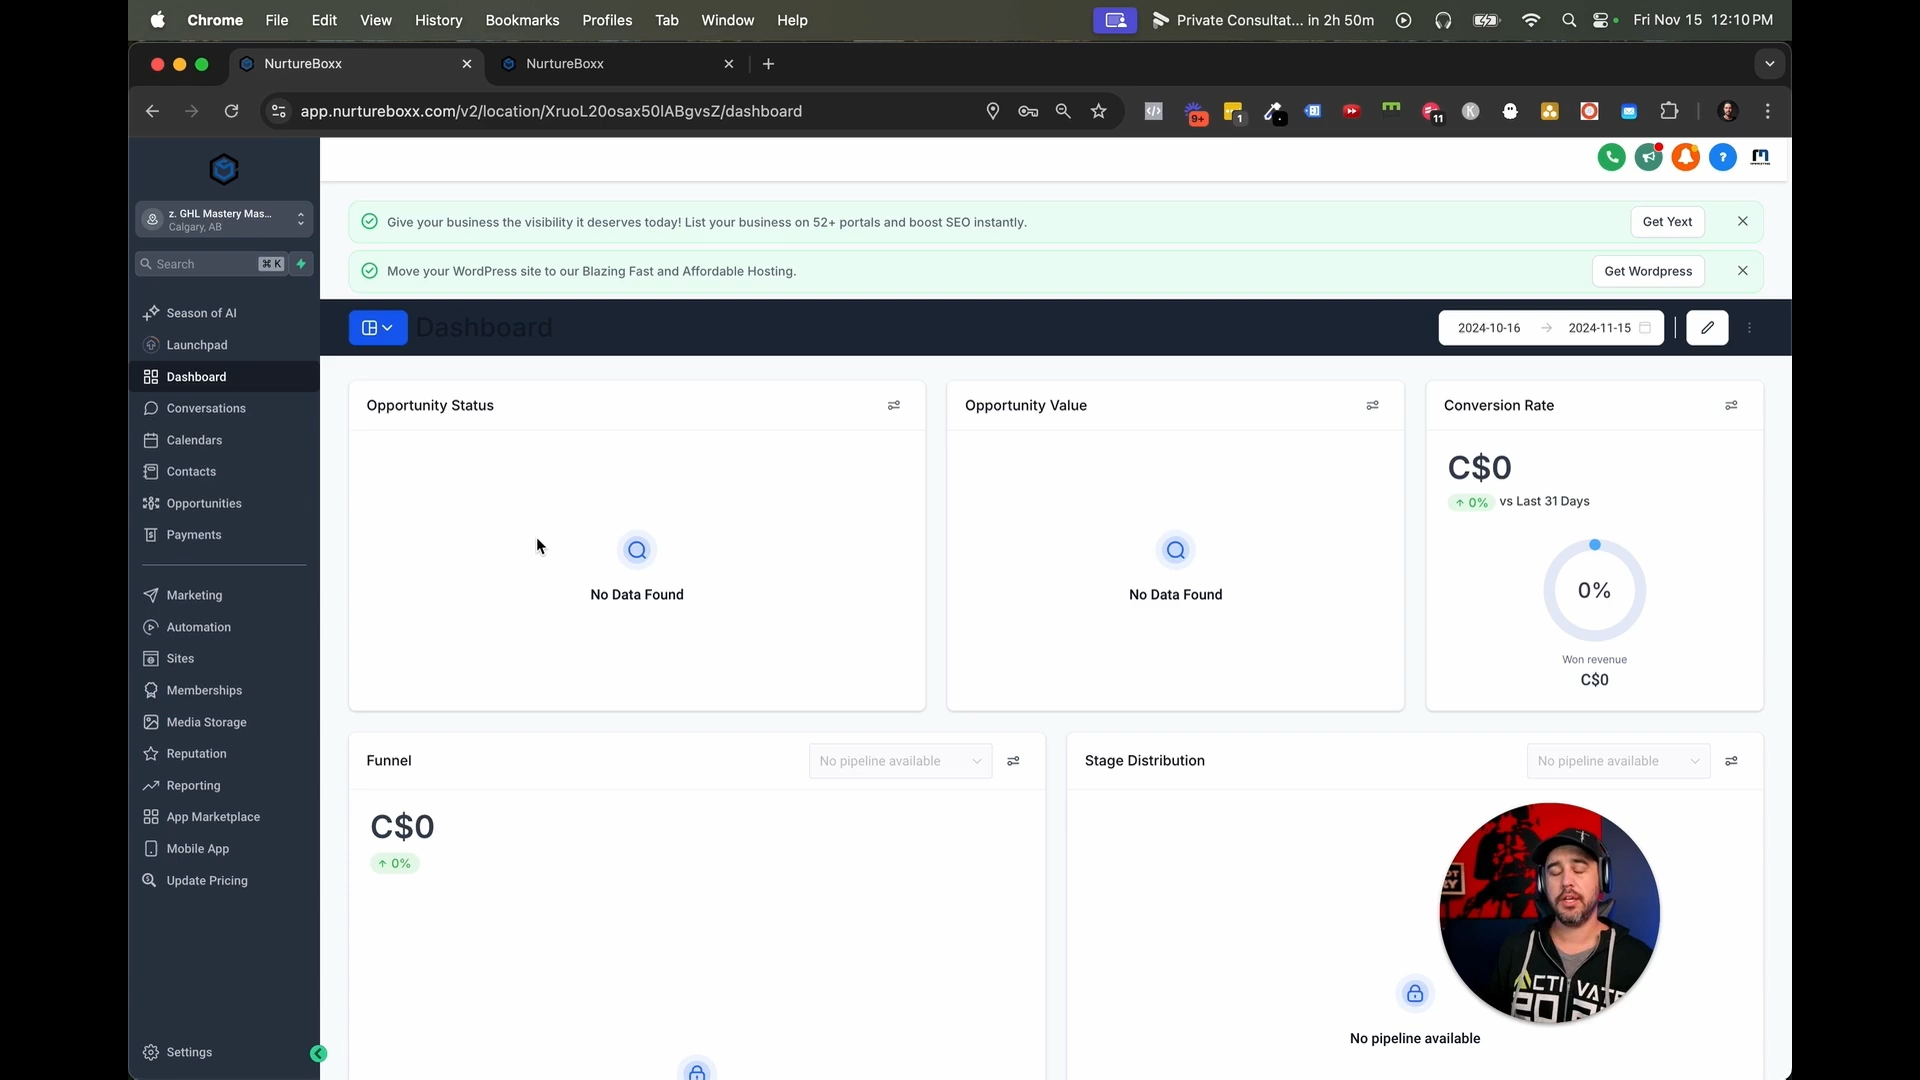 Chrome File Edit View History Bookmarks Profiles Tab Window Help
Private Consultat... in 2h 50m
Fri Nov 15 12:10 PM
NurtureBoxx
NurtureBoxx
app.nurtureboxx.com/v2/location/XruoL20osax50lABgvsZ/dashboard
9+
1
11
K
z. GHL Mastery Mas...
Calgary, AB
Search
⌘ K
Season of AI
Launchpad
Dashboard
Conversations
Calendars
Contacts
Opportunities
Payments
Marketing
Automation
Sites
Memberships
Media Storage
Reputation
Reporting
App Marketplace
Mobile App
Update Pricing
Settings
Give your business the visibility it deserves today! List your business on 52+ portals and boost SEO instantly.
Get Yext
Move your WordPress site to our Blazing Fast and Affordable Hosting.
Get Wordpress
Dashboard
2024-10-16 → 2024-11-15
Opportunity Status
No Data Found
Opportunity Value
No Data Found
Conversion Rate
C$0
↑ 0% vs Last 31 Days
0%
Won revenue
C$0
Funnel
No pipeline available
C$0
↑ 0%
Stage Distribution
No pipeline available
No pipeline available